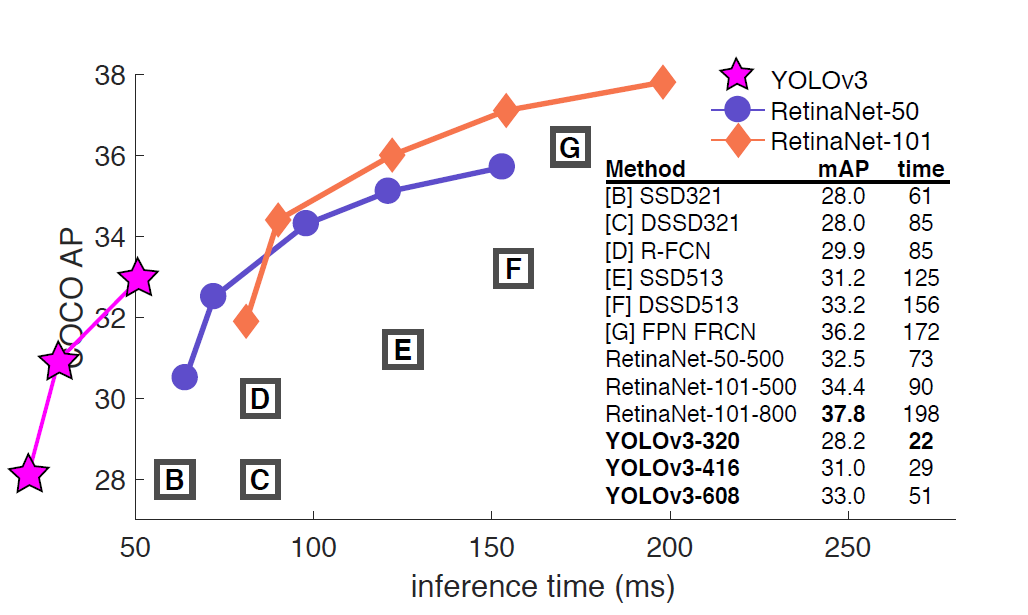 38
36
34
32
30
28
COCO AP
50
100
150
200
250
inference time (ms)
B
C
D
E
F
G
YOLOv3
RetinaNet-50
RetinaNet-101
Method mAP time
[B] SSD321 28.0 61
[C] DSSD321 28.0 85
[D] R-FCN 29.9 85
[E] SSD513 31.2 125
[F] DSSD513 33.2 156
[G] FPN FRCN 36.2 172
RetinaNet-50-500 32.5 73
RetinaNet-101-500 34.4 90
RetinaNet-101-800 37.8 198
YOLOv3-320 28.2 22
YOLOv3-416 31.0 29
YOLOv3-608 33.0 51